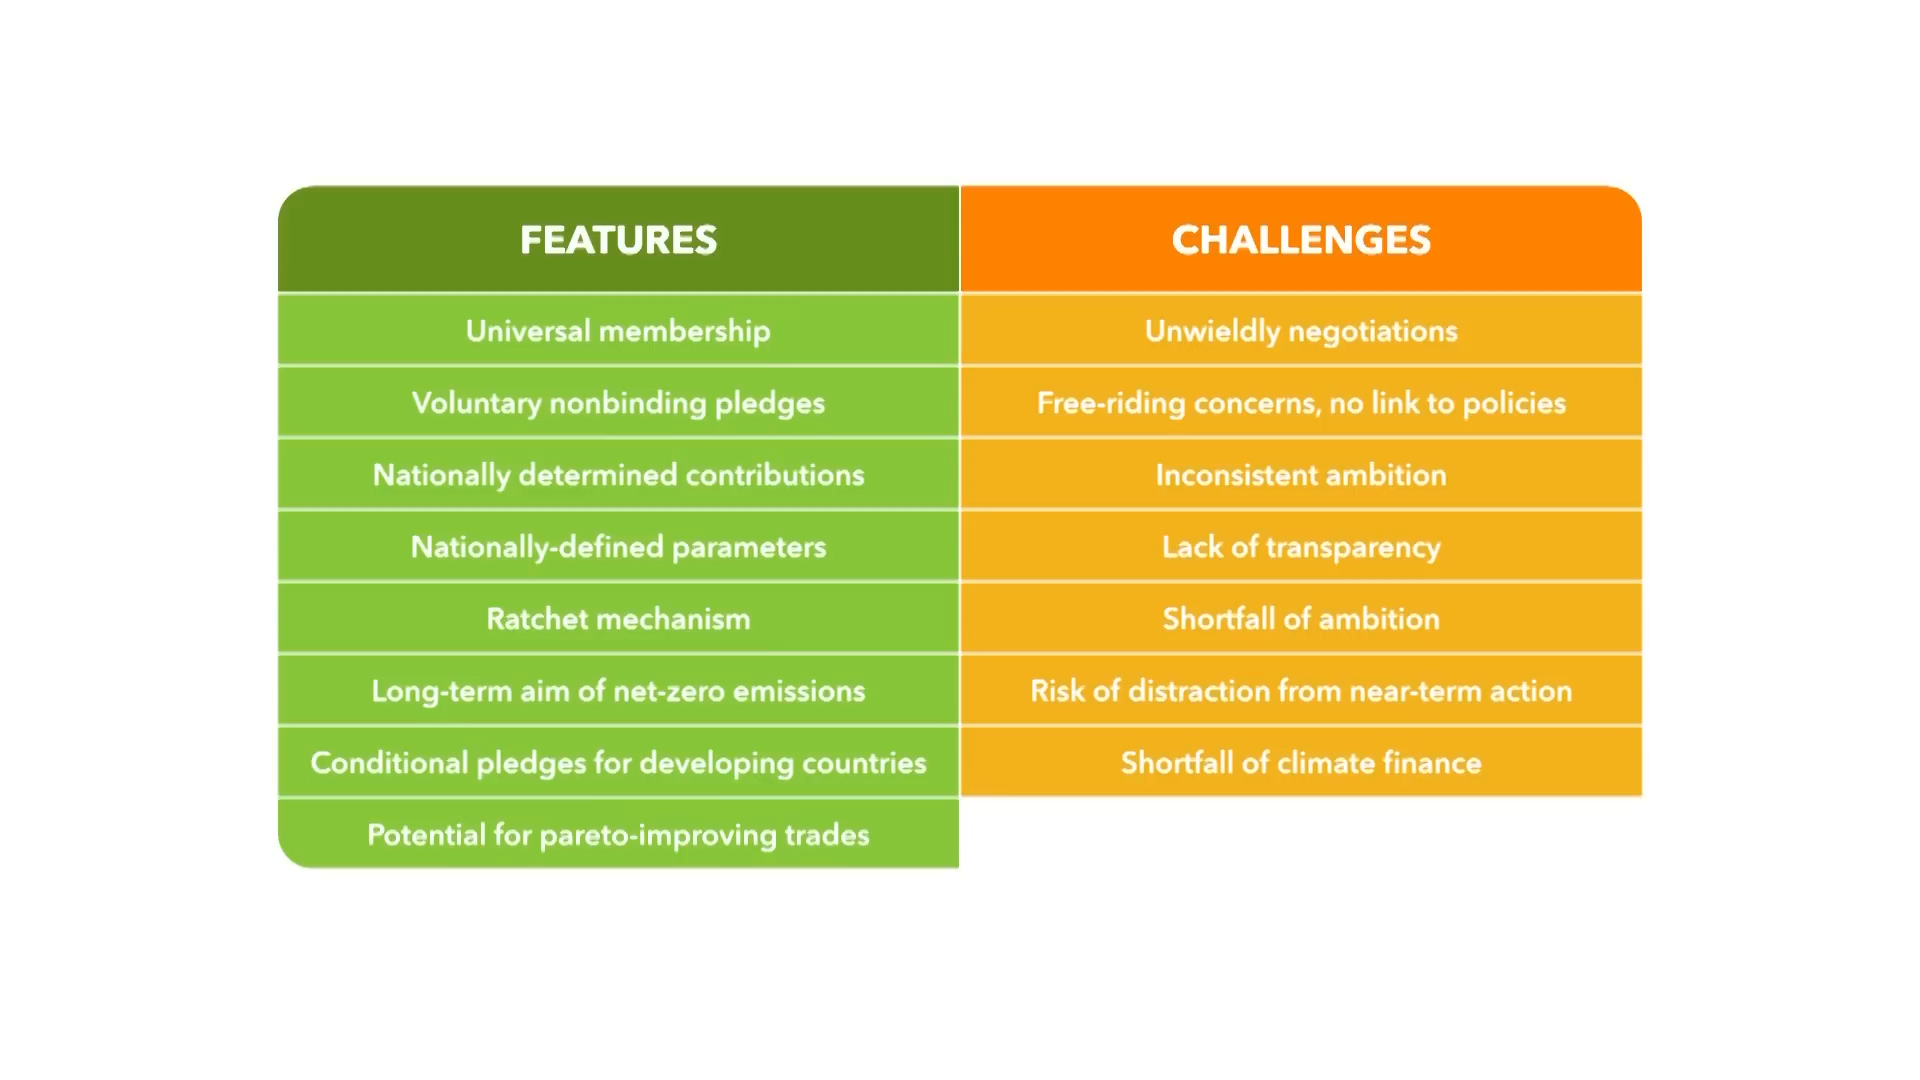 FEATURES
CHALLENGES
Universal membership
Unwieldly negotiations
Voluntary nonbinding pledges
Free-riding concerns, no link to policies
Nationally determined contributions
Inconsistent ambition
Nationally-defined parameters
Lack of transparency
Ratchet mechanism
Shortfall of ambition
Long-term aim of net-zero emissions
Risk of distraction from near-term action
Conditional pledges for developing countries
Shortfall of climate finance
Potential for pareto-improving trades